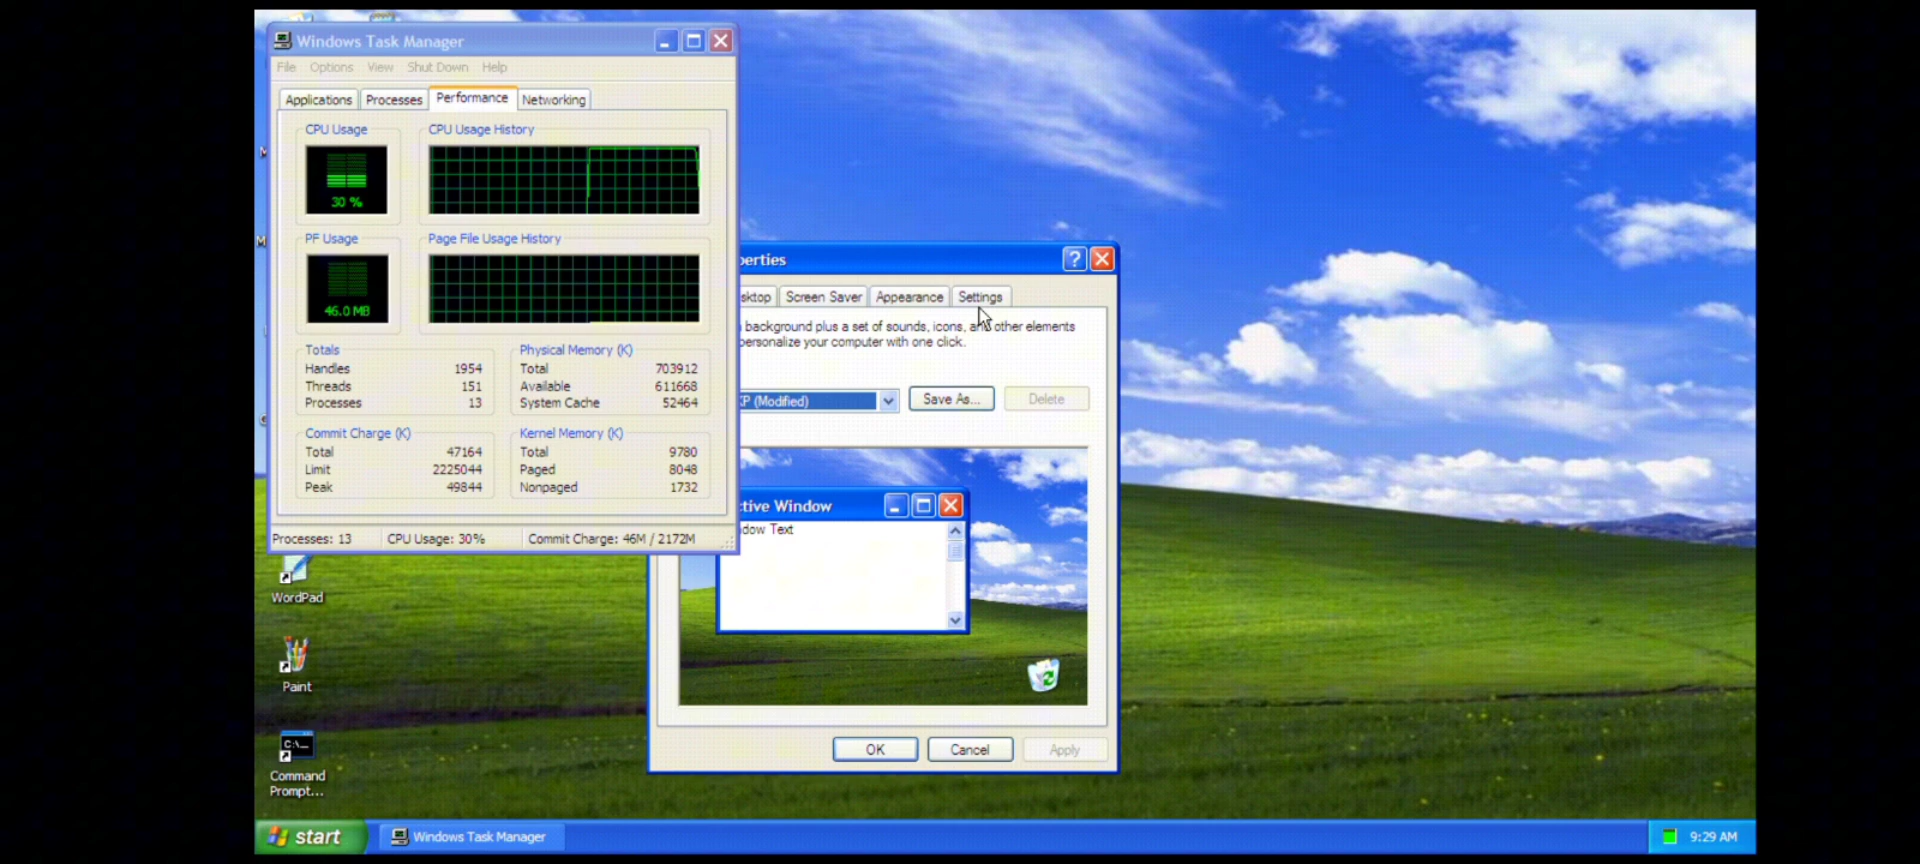 Windows Task Manager
File Options View Shut Down Help
Applications Processes Performance Networking
CPU Usage CPU Usage History
30 %
PF Usage Page File Usage History
46.0 MB
Totals
Handles 1954
Threads 151
Processes 13
Physical Memory (K)
Total 703912
Available 611668
System Cache 52464
Commit Charge (K)
Total 47164
Limit 2225044
Peak 49844
Kernel Memory (K)
Total 9780
Paged 8048
Nonpaged 1732
Processes: 13 CPU Usage: 30% Commit Charge: 46M / 2172M
perties
sktop Screen Saver Appearance Settings
background plus a set of sounds, icons, and other elements
personalize your computer with one click.
XP (Modified) Save As... Delete
ctive Window
dow Text
OK Cancel Apply
WordPad
Paint
C:\_
Command
Prompt...
start Windows Task Manager 9:29 AM